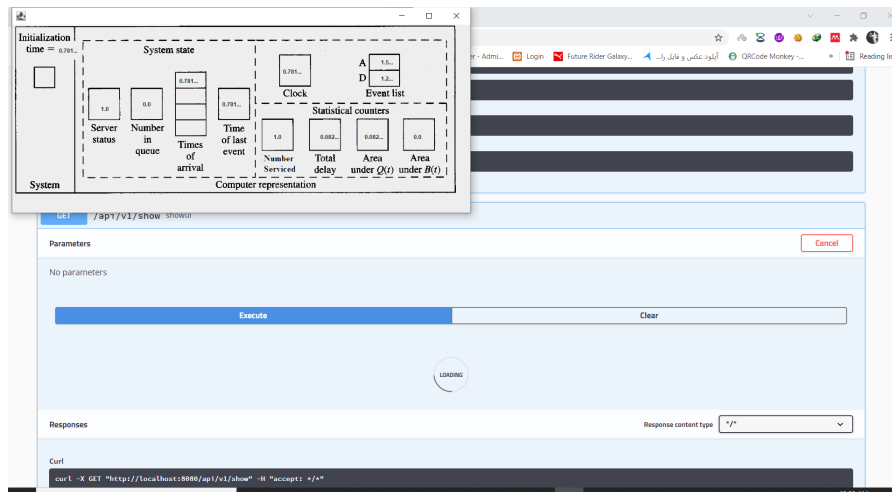 Initialization
time = 0.781...
System state
0.781...
1.0
0.0
0.781...
Server
status
Number
in
queue
Times
of
arrival
Time
of last
event
System
0.781...
Clock
A
1.5...
D
1.2...
Event list
Statistical counters
1.0
0.082...
0.082...
0.0
Number
Serviced
Total
delay
Area
under Q(t)
Area
under B(t)
Computer representation
er - Admi...
Login
Future Rider Galaxy...
آپلود عکس و فایل را...
QRCode Monkey -...
»
Reading lis
GET /api/v1/show showUI
Parameters
Cancel
No parameters
Execute
Clear
LOADING
Responses
Response content type
*/*
Curl
curl -X GET "http://localhost:8080/api/v1/show" -H "accept: */*"